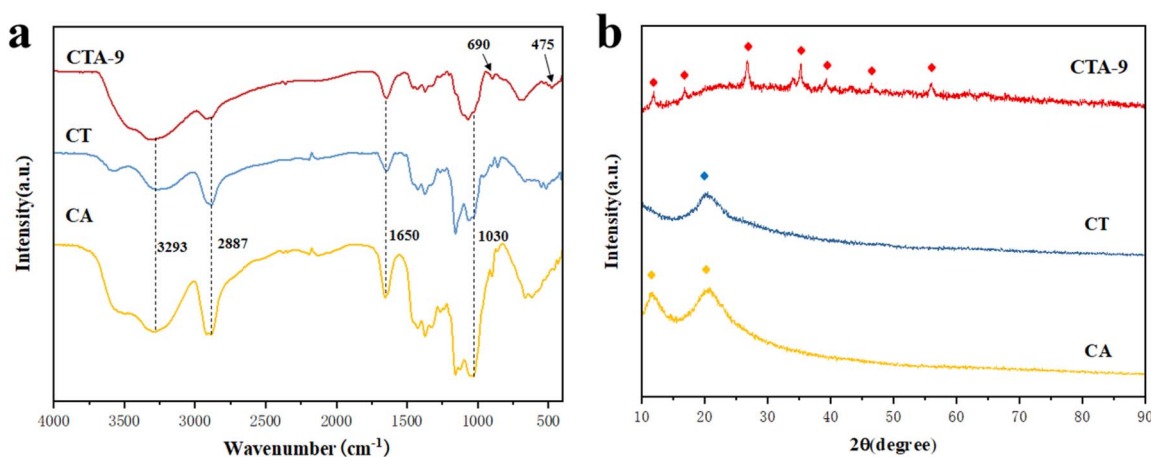 a
CTA-9
690
475
CT
CA
3293
2887
1650
1030
Intensity(a.u.)
4000 3500 3000 2500 2000 1500 1000 500
Wavenumber (cm-1)
b
CTA-9
CT
CA
Intensity(a.u.)
10 20 30 40 50 60 70 80 90
2θ(degree)